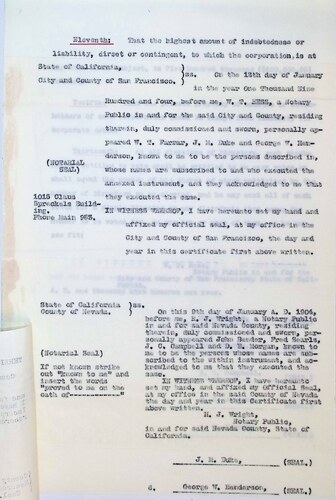 Eleventh: That the highest amount of indebtedness or
liability, direct or contingent, to which the corporation is at
State of California,
City and County of San Francisco. )ss. On the 12th day of January
in the year One Thousand Nine
Hundred and four, before me, W. T. HESS, a Notary
Public in and for the said City and County, residing
therein, duly commissioned and sworn, personally ap-
peared W. T. Farrar, J. M. Duke and George W. Han-
derson, known to me to be the persons described in,
(NOTARIAL SEAL)
whose names are subscribed to and who executed the
annexed instrument, and they acknowledged to me that
they executed the same.
1015 Claus
Spreckels Build-
ing.
Phone Main 983.
IN WITNESS WHEREOF, I have hereunto set my hand and
affixed my official seal, at my office in the
City and County of San Francisco, the day and
year in this certificate first above written.
State of California )ss.
County of Nevada.
On this 9th day of January A. D. 1904,
before me, H. J. Wright, a Notary Public
in and for said Nevada County, residing
therein, duly commissioned and sworn, per-
sonally appeared John Reador, Fred Searls,
J. C. Campbell and D. E. Morgan, known to
me to be the persons whose names are sub-
scribed to the within instrument, and ac-
knowledged to me that they executed the
same.
(Notarial Seal)
If not known strike
out "known to me" and
insert the words
"proved to me on the
oath of----------"
IN WITNESS WHEREOF, I have hereunto
set my hand, and affixed my Official Seal,
at my office in the said County of Nevada
the day and year in this Certificate first
above written.
H. J. Wright,
Notary Public,
in and for said Nevada County, State of
California.
J. M. Duke, (SEAL.)
d. George W. Handerson, (SEAL.)